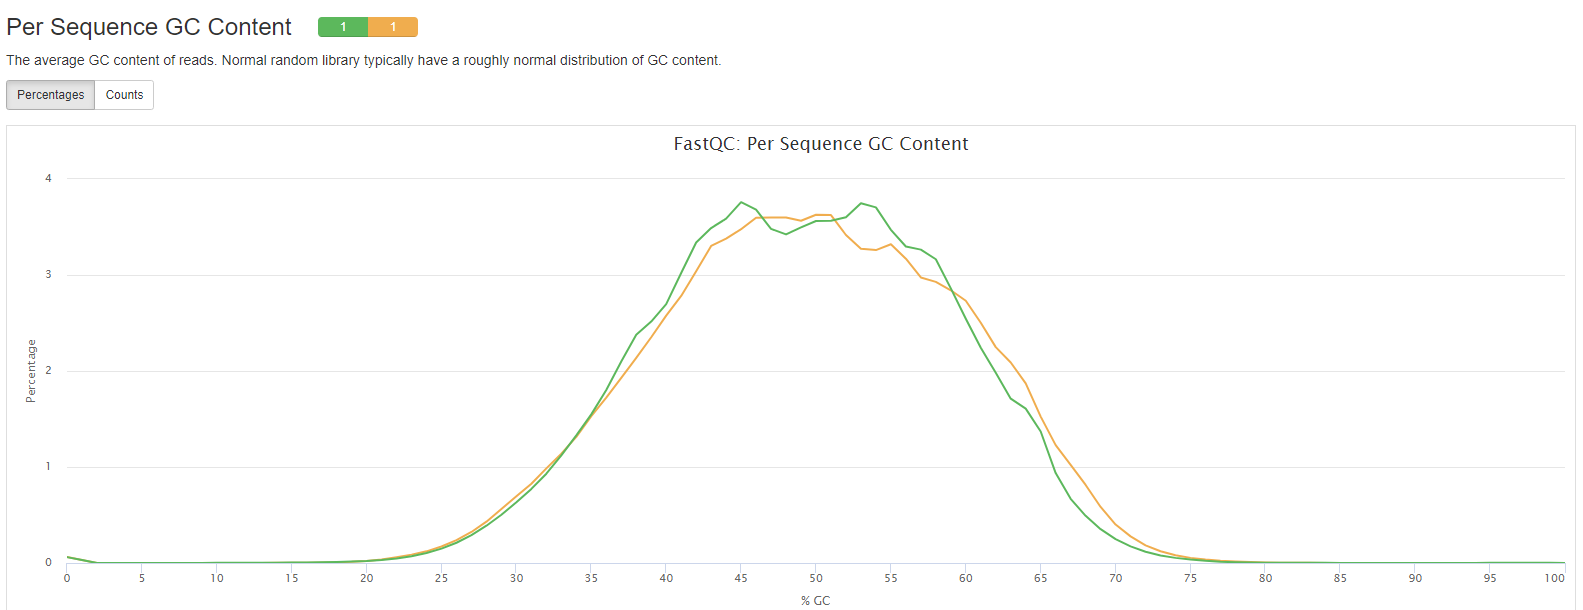 Per Sequence GC Content 1 1
The average GC content of reads. Normal random library typically have a roughly normal distribution of GC content.
Percentages Counts
FastQC: Per Sequence GC Content
4
3
2
1
0
Percentage
0 5 10 15 20 25 30 35 40 45 50 55 60 65 70 75 80 85 90 95 100
% GC